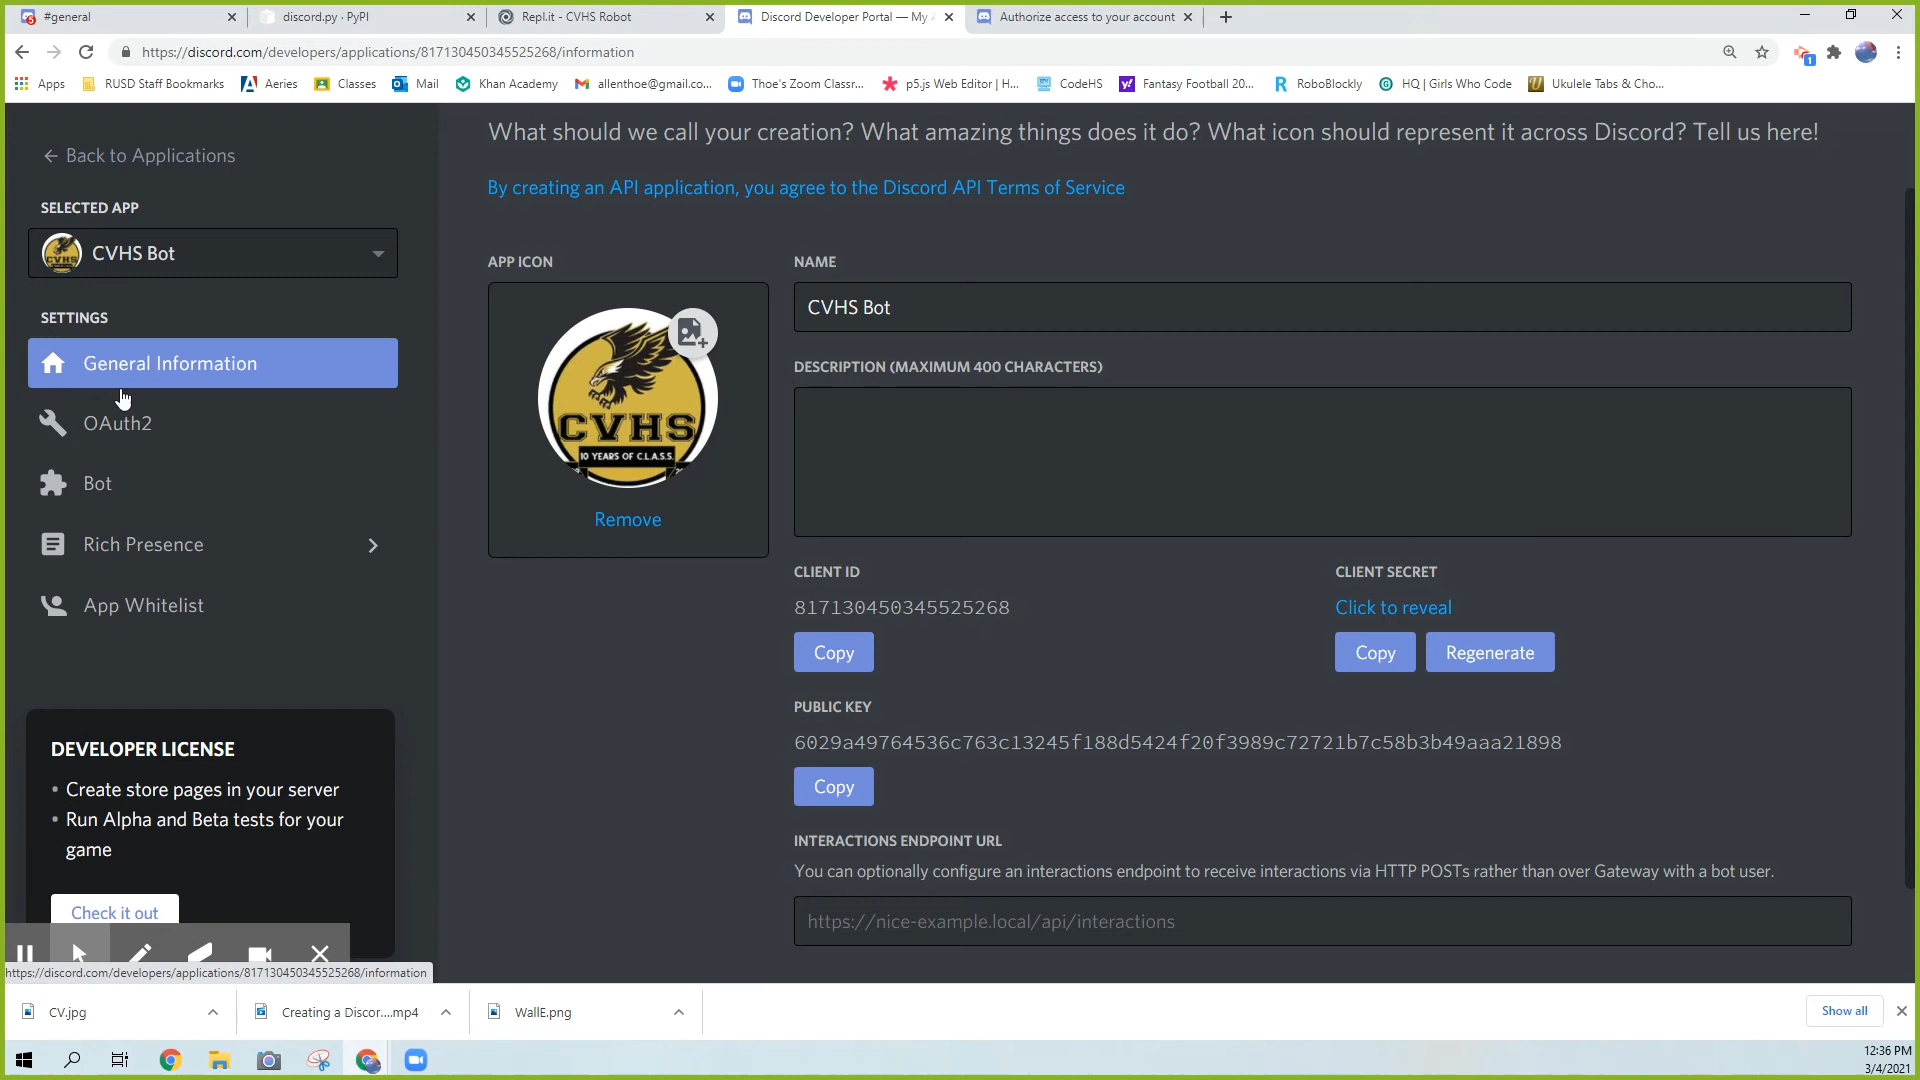 #general
discord.py · PyPI
Repl.it - CVHS Robot
Discord Developer Portal — My A
Authorize access to your account
https://discord.com/developers/applications/817130450345525268/information
1
Apps
RUSD Staff Bookmarks
Aeries
Classes
Mail
Khan Academy
allenthoe@gmail.co...
Thoe's Zoom Classr...
p5.js Web Editor | H...
CodeHS
Fantasy Football 20...
RoboBlockly
HQ | Girls Who Code
Ukulele Tabs & Cho...
What should we call your creation? What amazing things does it do? What icon should represent it across Discord? Tell us here!
By creating an API application, you agree to the Discord API Terms of Service
Back to Applications
SELECTED APP
CVHS Bot
SETTINGS
General Information
OAuth2
Bot
Rich Presence
App Whitelist
DEVELOPER LICENSE
• Create store pages in your server
• Run Alpha and Beta tests for your
game
Check it out
APP ICON
CVHS
10 YEARS OF C.L.A.S.S.
Remove
NAME
CVHS Bot
DESCRIPTION (MAXIMUM 400 CHARACTERS)
CLIENT ID
817130450345525268
Copy
CLIENT SECRET
Click to reveal
Copy
Regenerate
PUBLIC KEY
6029a49764536c763c13245f188d5424f20f3989c72721b7c58b3b49aaa21898
Copy
INTERACTIONS ENDPOINT URL
You can optionally configure an interactions endpoint to receive interactions via HTTP POSTs rather than over Gateway with a bot user.
https://nice-example.local/api/interactions
https://discord.com/developers/applications/817130450345525268/information
CV.jpg
Creating a Discor....mp4
WallE.png
Show all
12:36 PM
3/4/2021